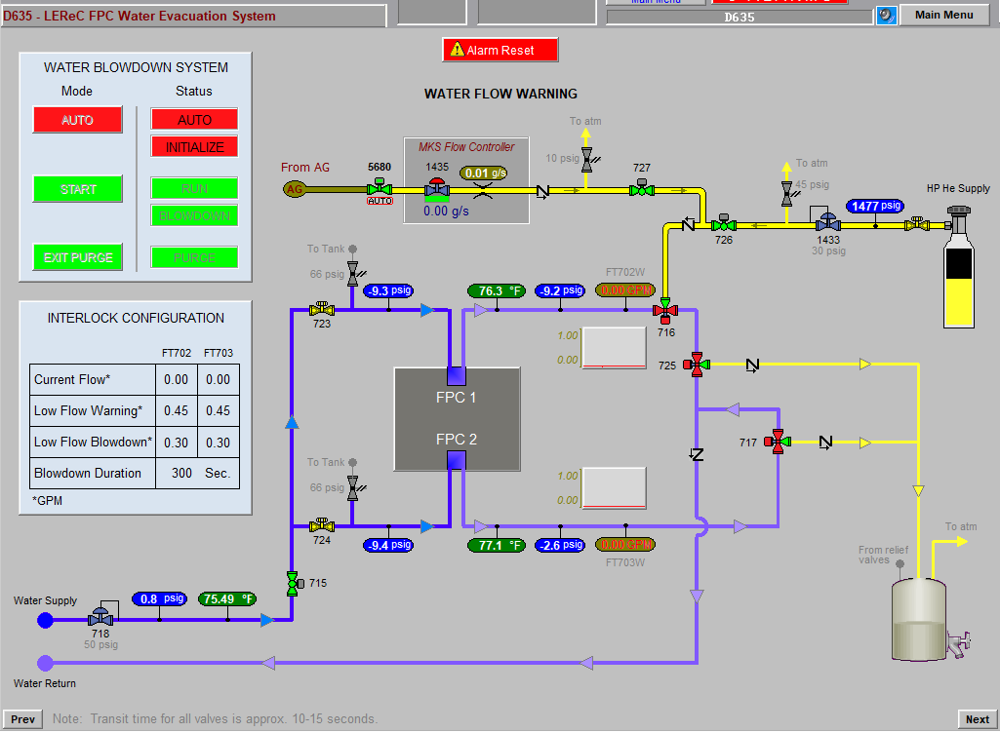 D635 - LEReC FPC Water Evacuation System
D635
Main Menu
Alarm Reset
WATER BLOWDOWN SYSTEM
Mode
Status
AUTO
AUTO
INITIALIZE
START
RUN
BLOWDOWN
EXIT PURGE
PURGE
WATER FLOW WARNING
From AG
AG
5680
AUTO
MKS Flow Controller
1435
0.01 g/s
0.00 g/s
To atm
10 psig
727
To atm
45 psig
HP He Supply
1477 psig
726
1433
30 psig
INTERLOCK CONFIGURATION
FT702 FT703
Current Flow* 0.00 0.00
Low Flow Warning* 0.45 0.45
Low Flow Blowdown* 0.30 0.30
Blowdown Duration 300 Sec.
*GPM
To Tank
66 psig
-9.3 psig
723
76.3 °F
-9.2 psig
FT702W
0.00 GPM
716
1.00
0.00
725
FPC 1
FPC 2
717
To Tank
66 psig
724
-9.4 psig
77.1 °F
-2.6 psig
1.00
0.00
0.00 GPM
FT703W
To atm
From relief
valves
715
Water Supply
0.8 psig
75.49 °F
718
50 psig
Water Return
Prev
Note: Transit time for all valves is approx. 10-15 seconds.
Next